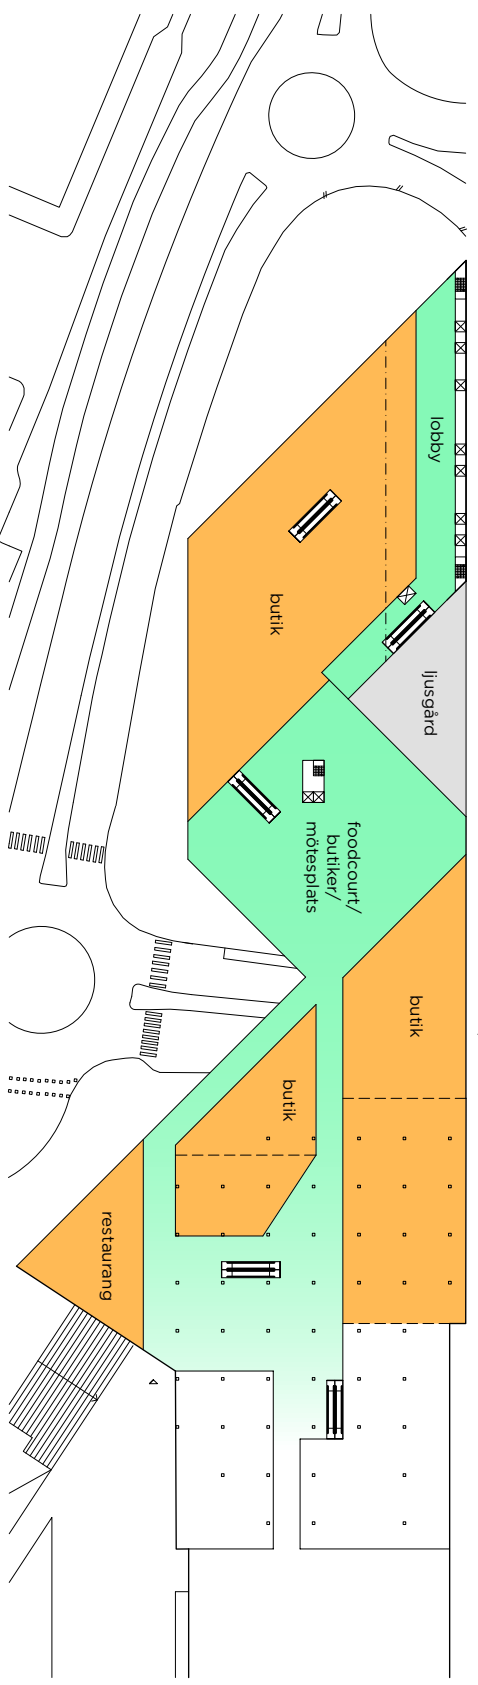 lobby
butik
ljusgård
foodcourt/
butiker/
mötesplats
butik
butik
restaurang